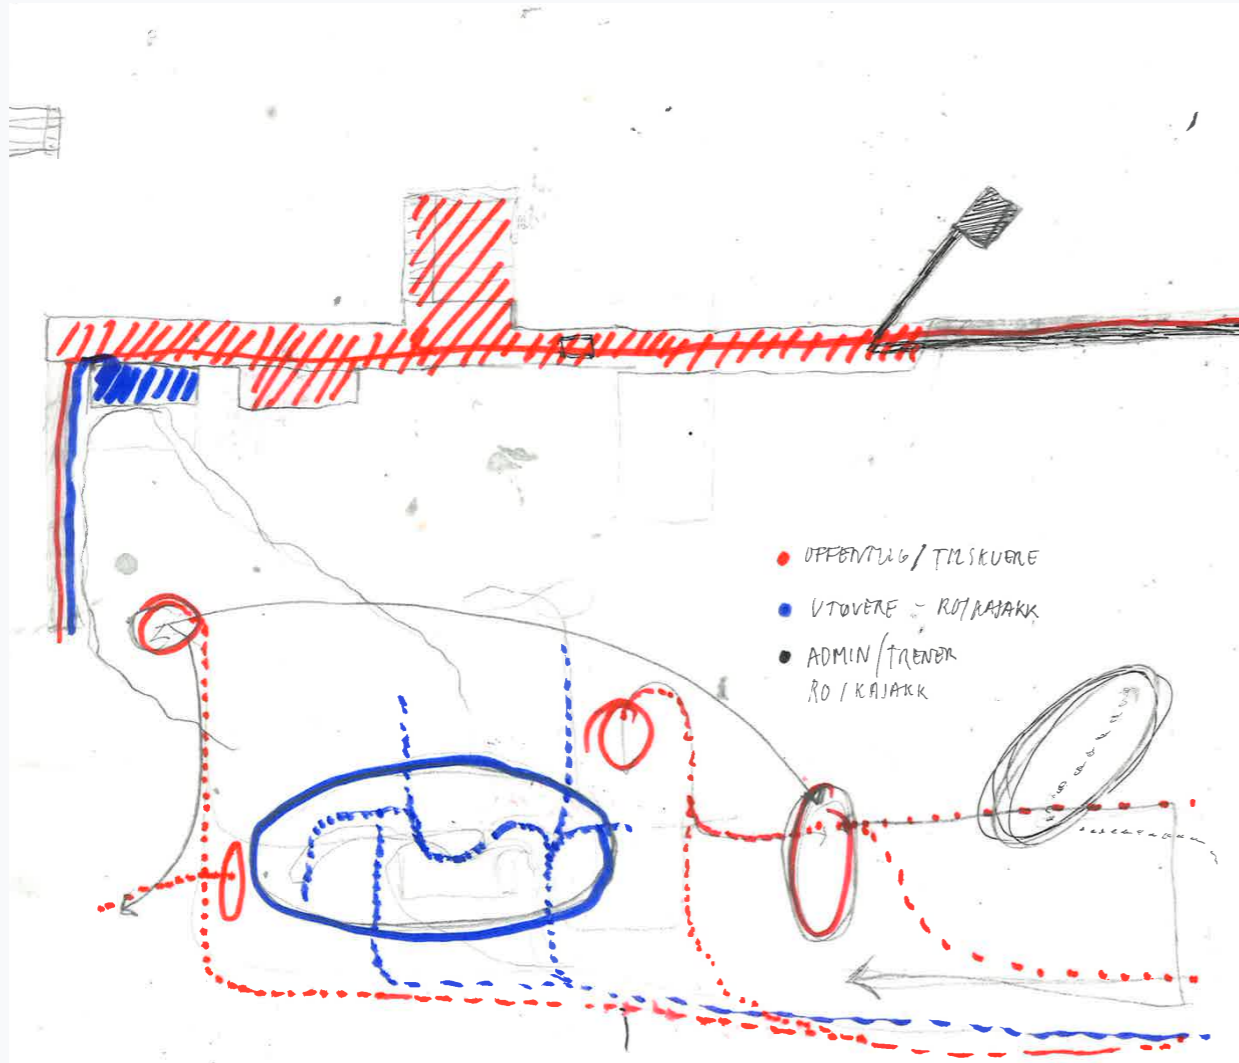 OFFENTLIG / TILSKUERE
UTØVERE - RO/KAJAKK
ADMIN / TRENER
RO / KAJAKK